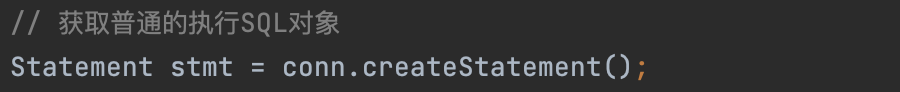 // 获取普通的执行SQL对象
Statement stmt = conn.createStatement();